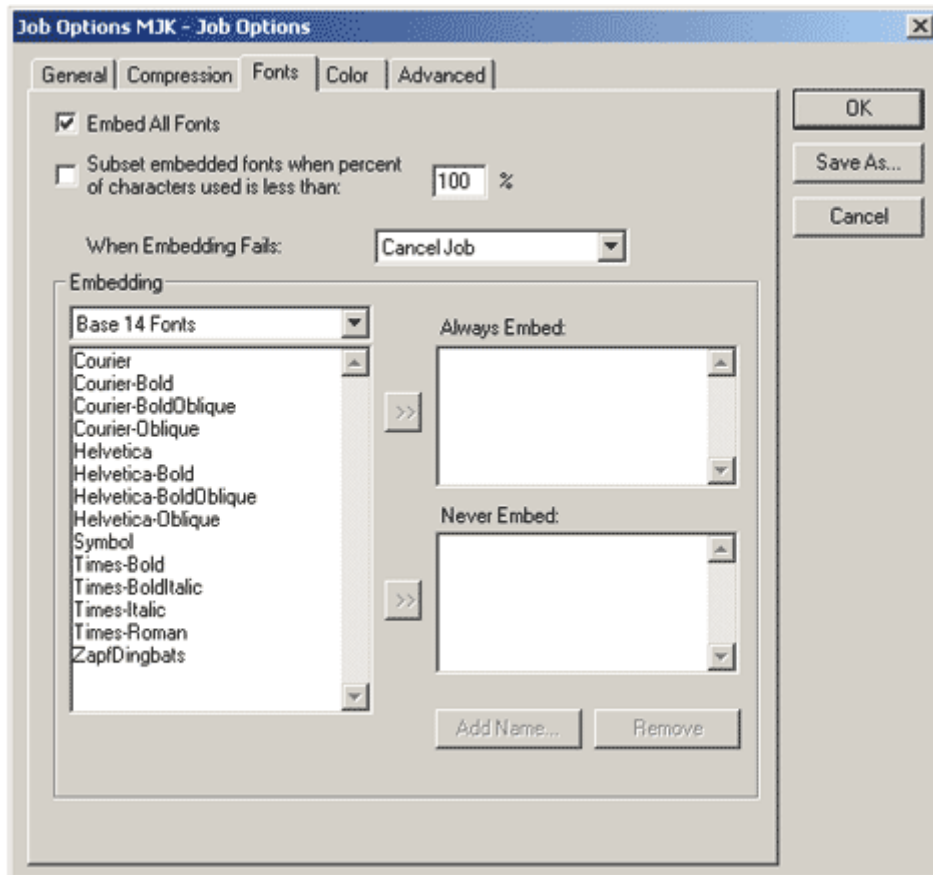 Job Options MJK - Job Options
General Compression Fonts Color Advanced
Embed All Fonts
OK
Subset embedded fonts when percent
of characters used is less than:
100 %
Save As...
Cancel
When Embedding Fails:
Cancel Job
Embedding
Base 14 Fonts
Courier
Courier-Bold
Courier-BoldOblique
Courier-Oblique
Helvetica
Helvetica-Bold
Helvetica-BoldOblique
Helvetica-Oblique
Symbol
Times-Bold
Times-BoldItalic
Times-Italic
Times-Roman
ZapfDingbats
>>
>>
Always Embed:
Never Embed:
Add Name...
Remove